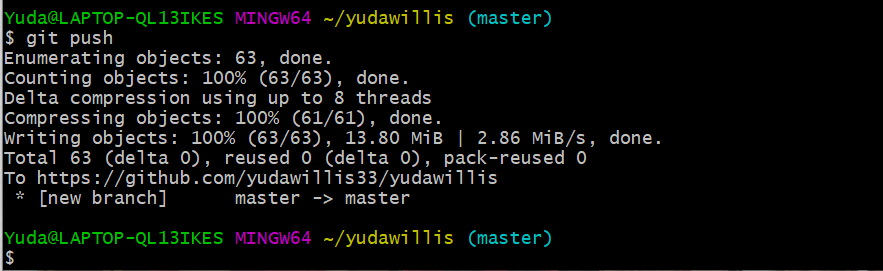 Yuda@LAPTOP-QL13IKES MINGW64 ~/yudawillis (master)
$ git push
Enumerating objects: 63, done.
Counting objects: 100% (63/63), done.
Delta compression using up to 8 threads
Compressing objects: 100% (61/61), done.
Writing objects: 100% (63/63), 13.80 MiB | 2.86 MiB/s, done.
Total 63 (delta 0), reused 0 (delta 0), pack-reused 0
To https://github.com/yudawillis33/yudawillis
 * [new branch]      master -> master
Yuda@LAPTOP-QL13IKES MINGW64 ~/yudawillis (master)
$